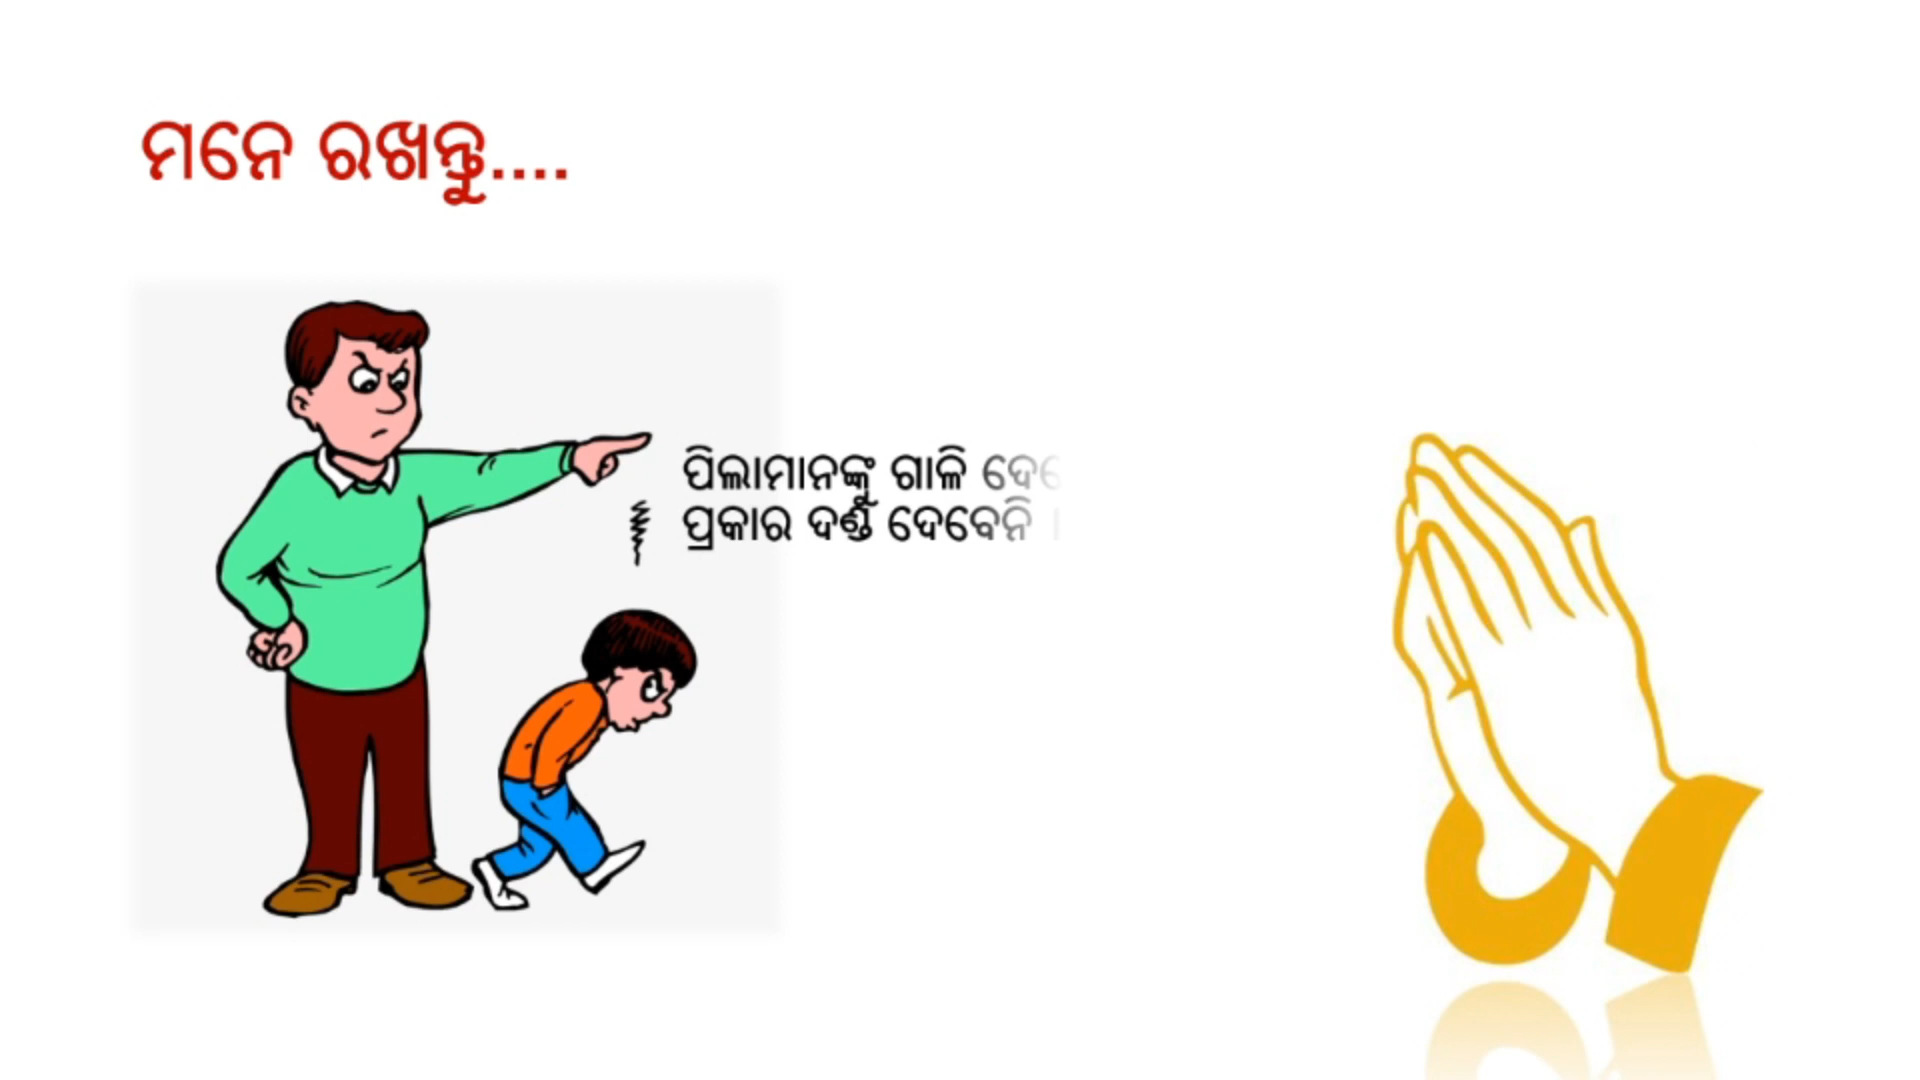 ମନେ ରଖନ୍ତୁ....
ପିଲାମାନଙ୍କୁ ଗାଳି
ପ୍ରକାର ଦଣ୍ଡ ଦେବେନି